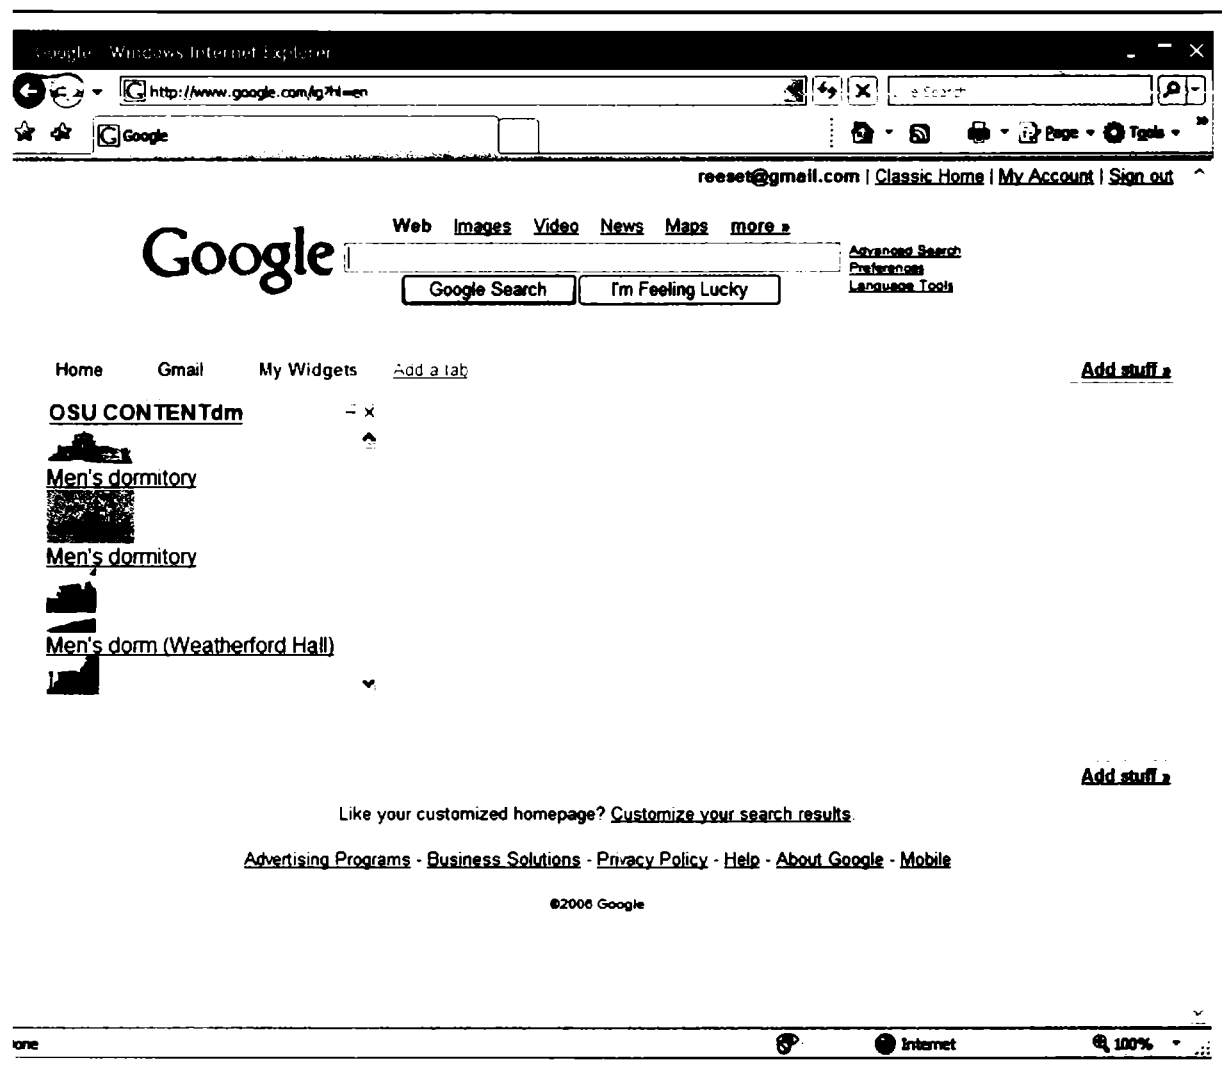 Google - Windows Internet Explorer
http://www.google.com/ig?hl=en
Live Search
Google
Page
Tools
reeset@gmail.com | Classic Home | My Account | Sign out
Web Images Video News Maps more »
Google
Advanced Search
Preferences
Language Tools
Google Search I'm Feeling Lucky
Home Gmail My Widgets Add a tab Add stuff »
OSU CONTENTdm
Men's dormitory
Men's dormitory
Men's dorm (Weatherford Hall)
Add stuff »
Like your customized homepage? Customize your search results.
Advertising Programs - Business Solutions - Privacy Policy - Help - About Google - Mobile
©2006 Google
one Internet 100%